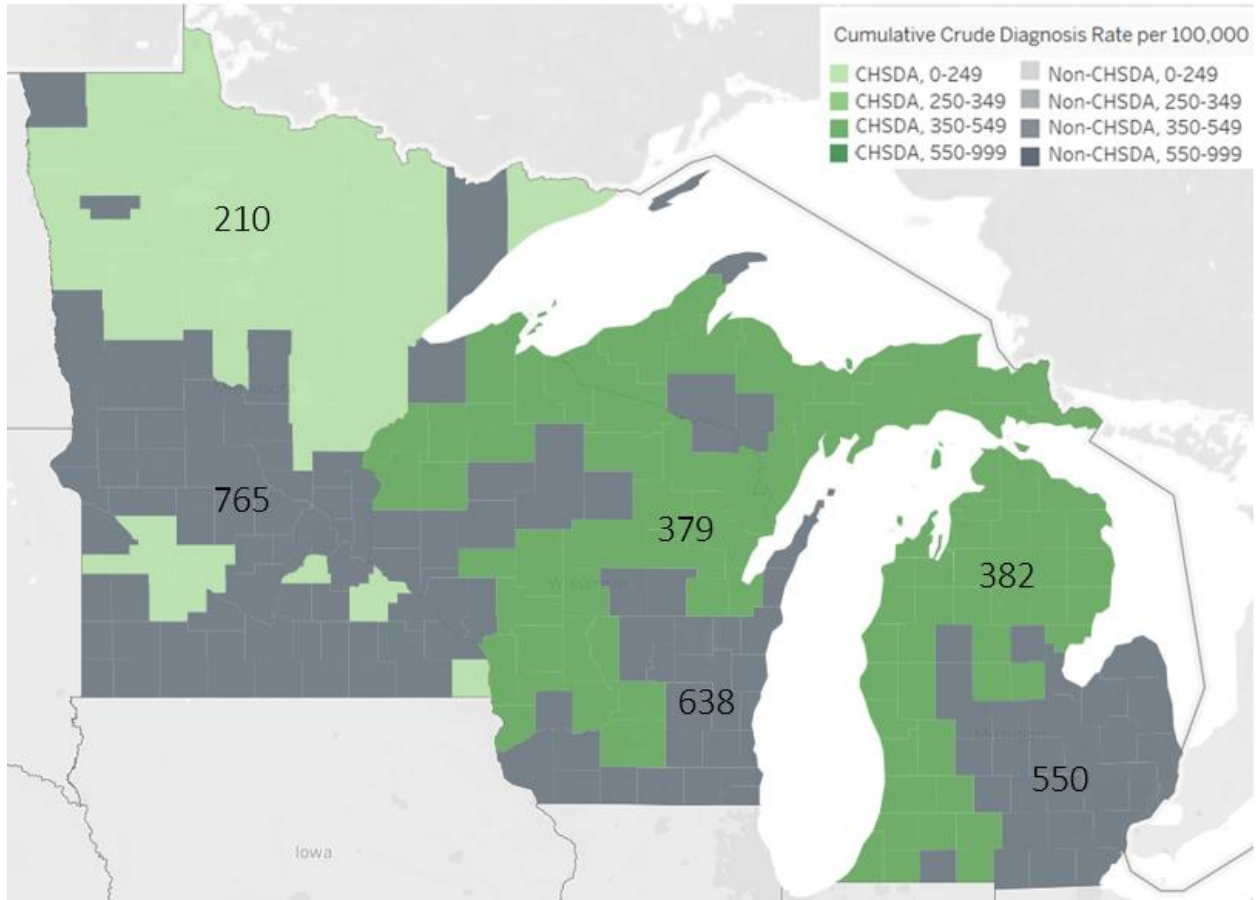 Cumulative Crude Diagnosis Rate per 100,000
CHSDA, 0-249
Non-CHSDA, 0-249
CHSDA, 250-349
Non-CHSDA, 250-349
CHSDA, 350-549
Non-CHSDA, 350-549
CHSDA, 550-999
Non-CHSDA, 550-999
210
765
379
382
638
550
Iowa